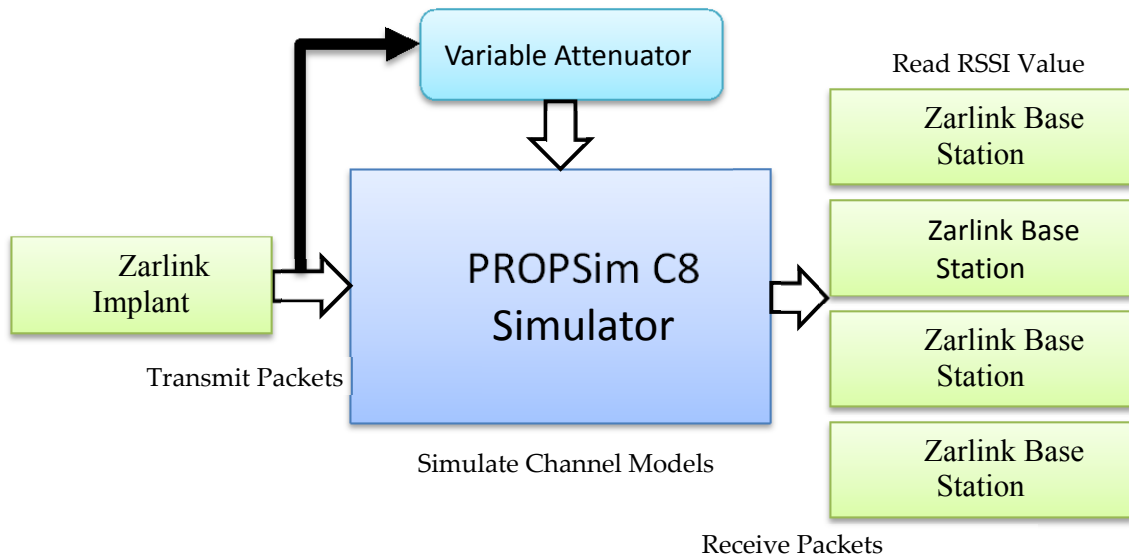 Variable Attenuator
Read RSSI Value
Zarlink Base
Station
Zarlink Base
Station
Zarlink
Implant
PROPSim C8
Simulator
Zarlink Base
Station
Transmit Packets
Zarlink Base
Station
Simulate Channel Models
Receive Packets